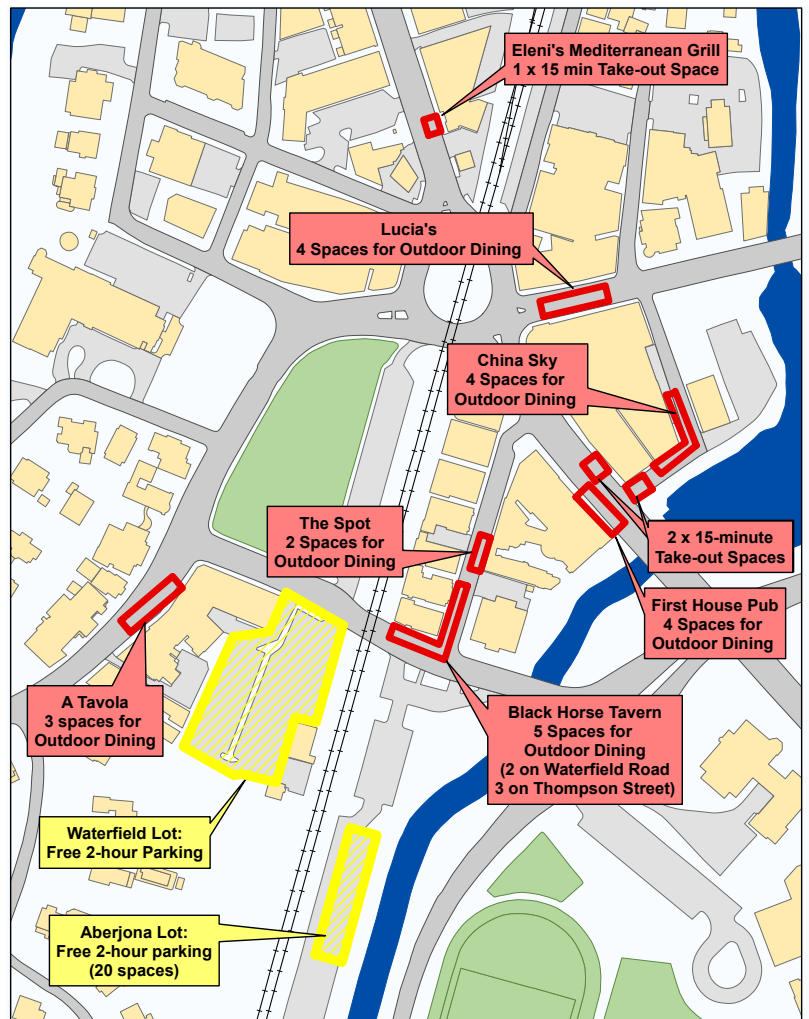 Eleni's Mediterranean Grill
1 x 15 min Take-out Space
Lucia's
4 Spaces for Outdoor Dining
China Sky
4 Spaces for
Outdoor Dining
The Spot
2 Spaces for
Outdoor Dining
2 x 15-minute
Take-out Spaces
First House Pub
4 Spaces for
Outdoor Dining
A Tavola
3 spaces for
Outdoor Dining
Black Horse Tavern
5 Spaces for
Outdoor Dining
(2 on Waterfield Road
3 on Thompson Street)
Waterfield Lot:
Free 2-hour Parking
Aberjona Lot:
Free 2-hour parking
(20 spaces)